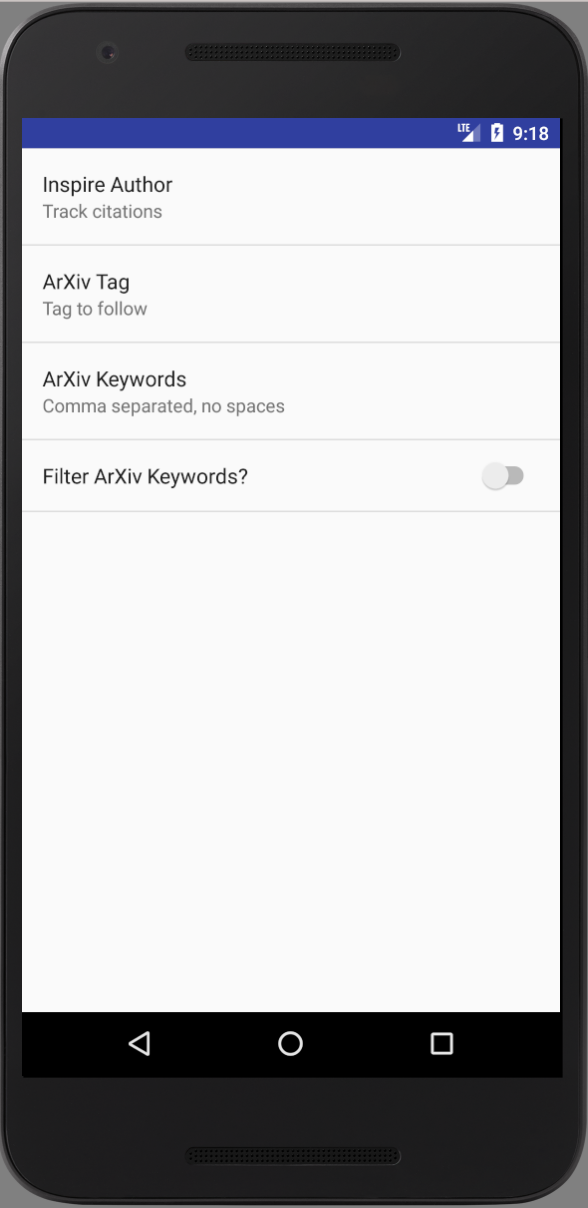 LTE 9:18
Inspire Author
Track citations
ArXiv Tag
Tag to follow
ArXiv Keywords
Comma separated, no spaces
Filter ArXiv Keywords?